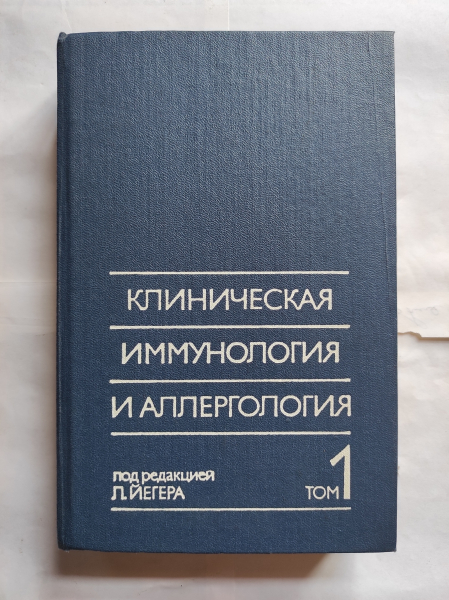 КЛИНИЧЕСКАЯ
ИММУНОЛОГИЯ
И АЛЛЕРГОЛОГИЯ
под редакцией
Л. ЙЕГЕРА
ТОМ 1